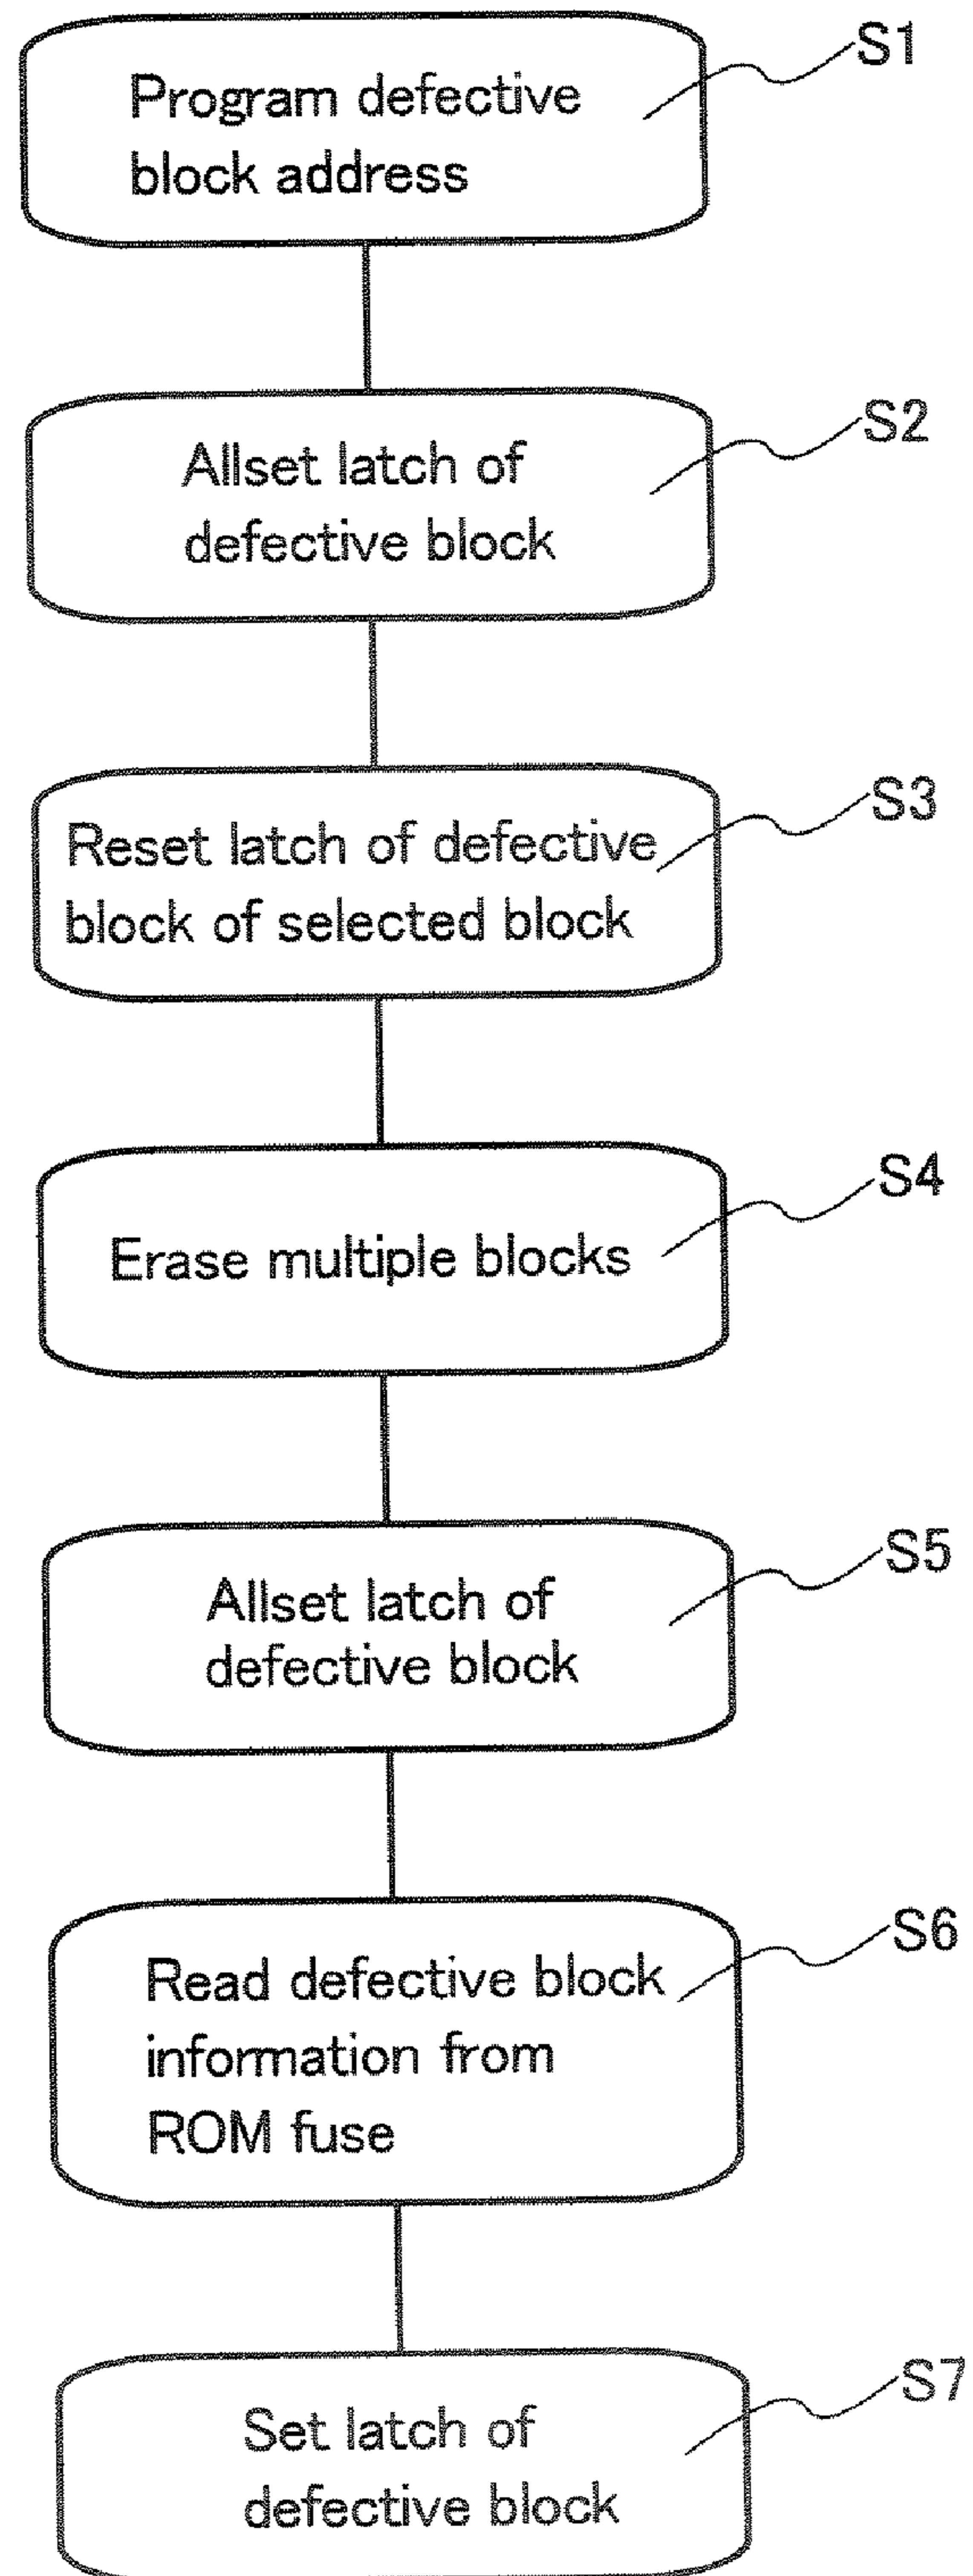 S1
Program defective
block address
S2
Allset latch of
defective block
S3
Reset latch of defective
block of selected block
S4
Erase multiple blocks
S5
Allset latch of
defective block
S6
Read defective block
information from
ROM fuse
S7
Set latch of
defective block